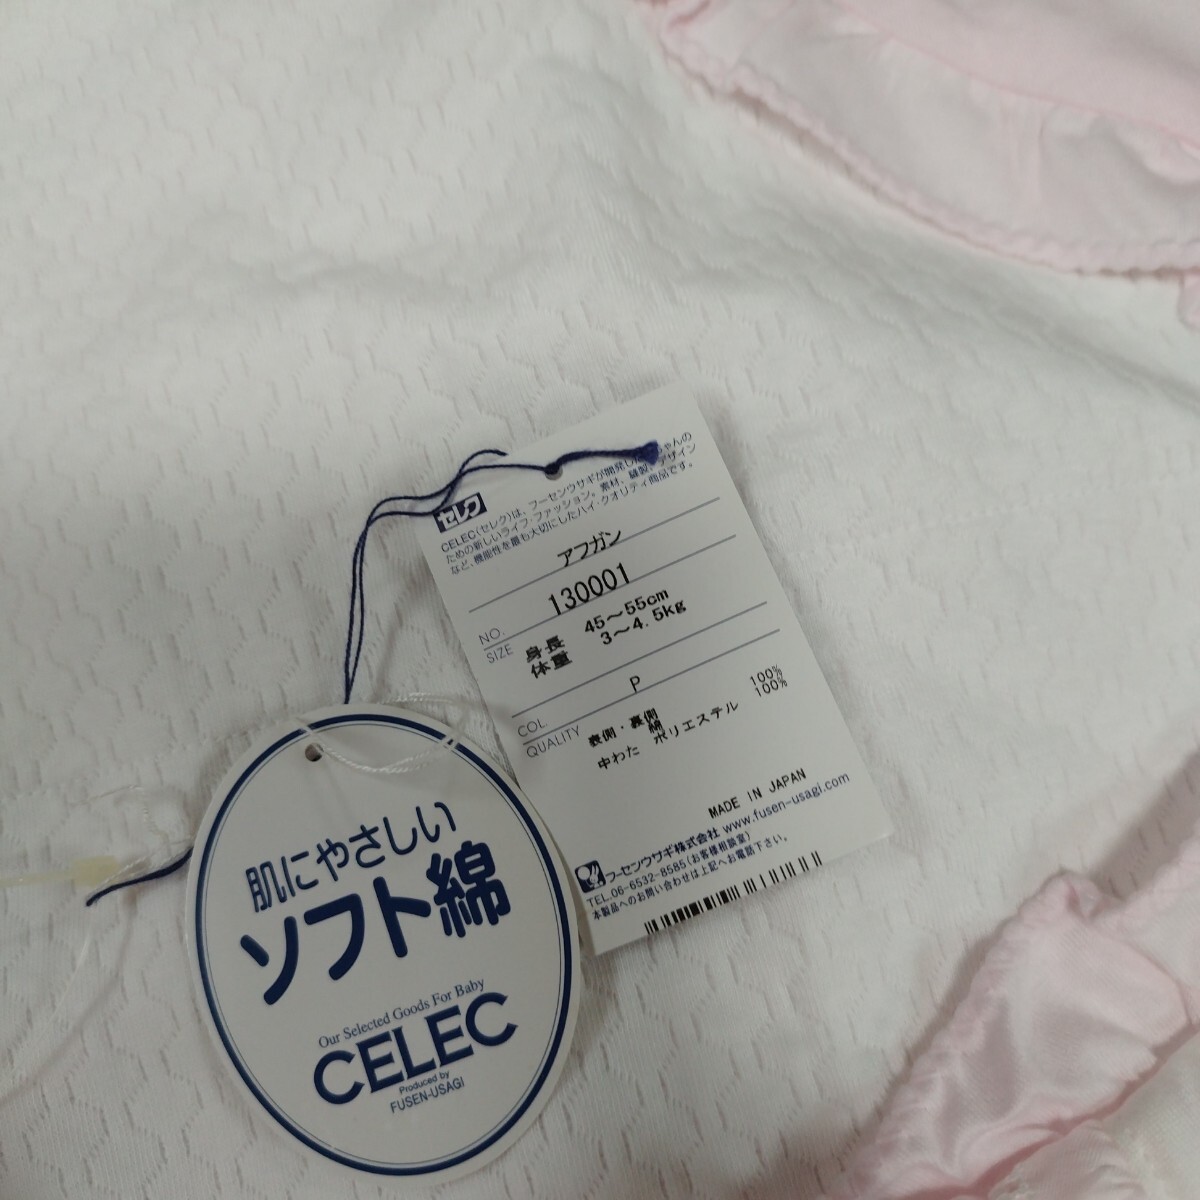 セレク
CELEC(セレク)は、フーセンウサギが開発した ちゃんの
ための新しいライフ・ファッション。素材、縫製、デザイン
など、機能性を最も大切にしたハイ・クオリティ商品です。
アフガン
NO. 130001
SIZE 身長 45〜55cm
体重 3〜4.5kg
COL P
QUALITY 表側・裏側
綿 100%
中わた ポリエステル 100%
MADE IN JAPAN
フーセンウサギ株式会社 www.fusen-usagi.com
TEL.06-6532-8585(お客様相談室)
本製品へのお問い合わせは上記へお電話下さい。
肌にやさしい
ソフト綿
Our Selected Goods For Baby
CELEC
Produced by
FUSEN-USAGI